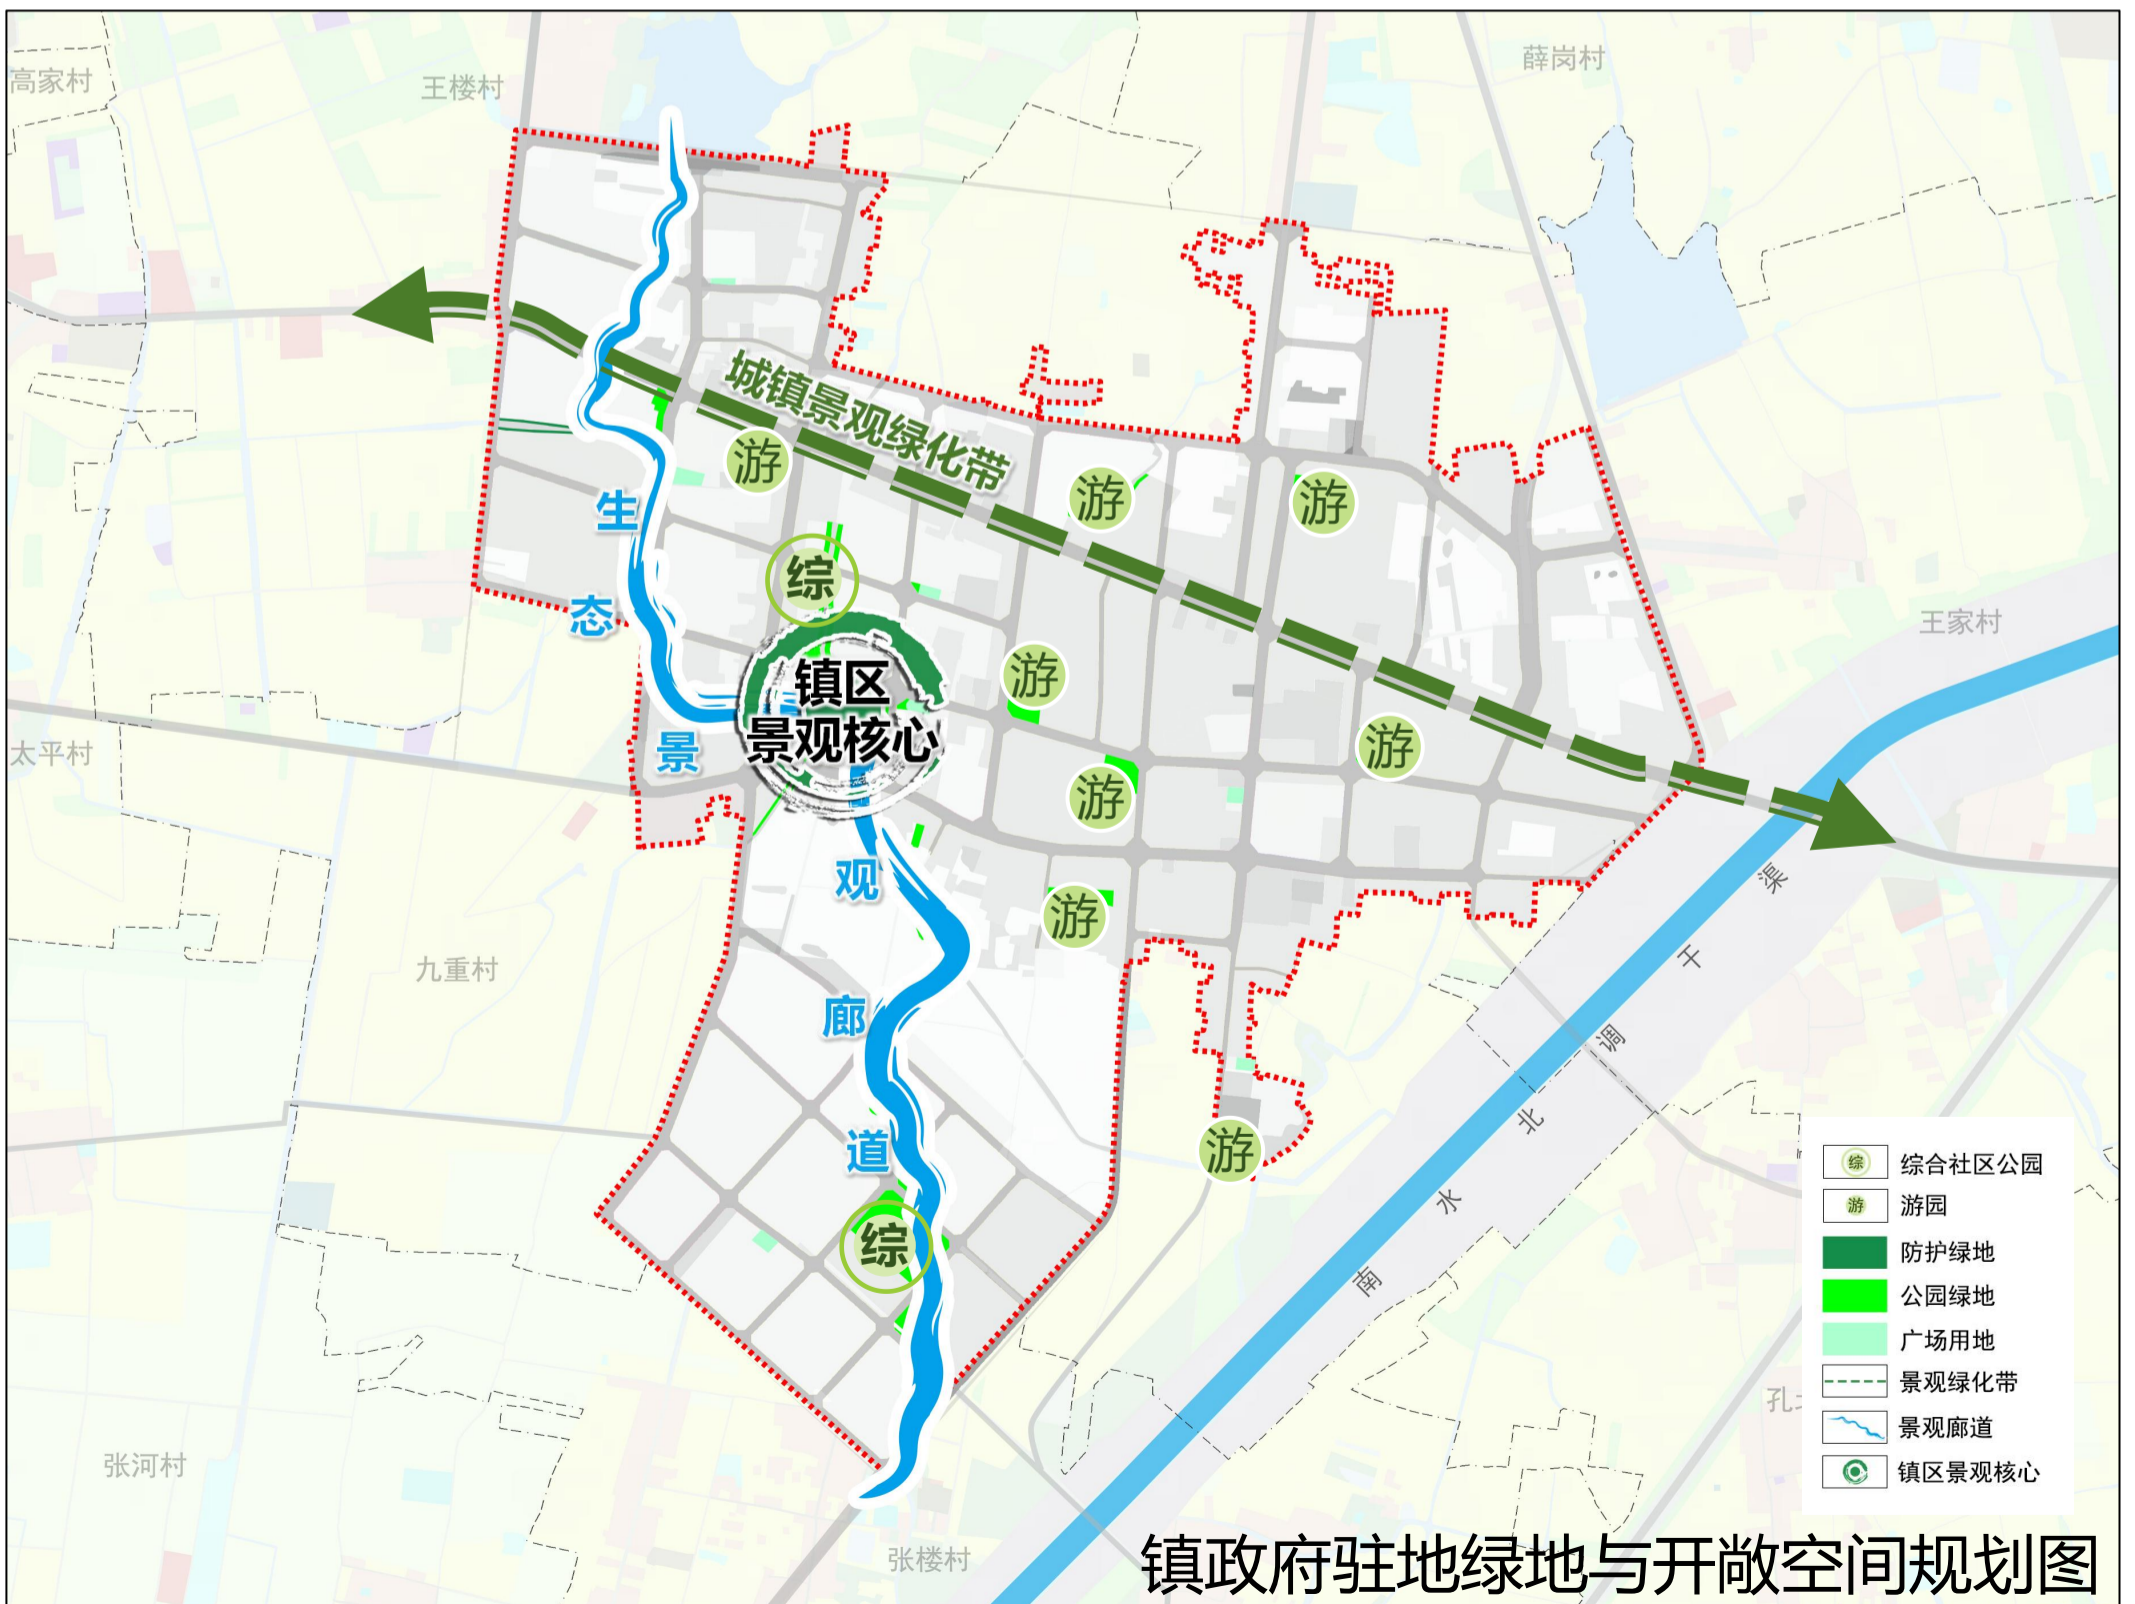 高家村
王楼村
薛岗村
城镇景观绿化带
游
游
游
生
综
态
王家村
游
镇区
景观核心
太平村
景
游
游
观
渠
游
干
九重村
廊
调
北
道
游
水
综
南
综 综合社区公园
游 游园
防护绿地
公园绿地
广场用地
景观绿化带
孔
景观廊道
张河村
镇区景观核心
张楼村
镇政府驻地绿地与开敞空间规划图